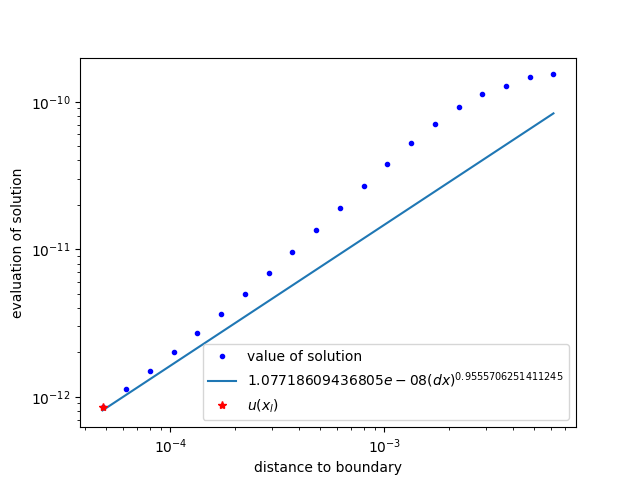 10⁻¹⁰
10⁻¹¹
10⁻¹²
evaluation of solution
value of solution
1.07718609436805e − 08(dx)^0.9555706251411245
u(x_l)
10⁻⁴
10⁻³
distance to boundary